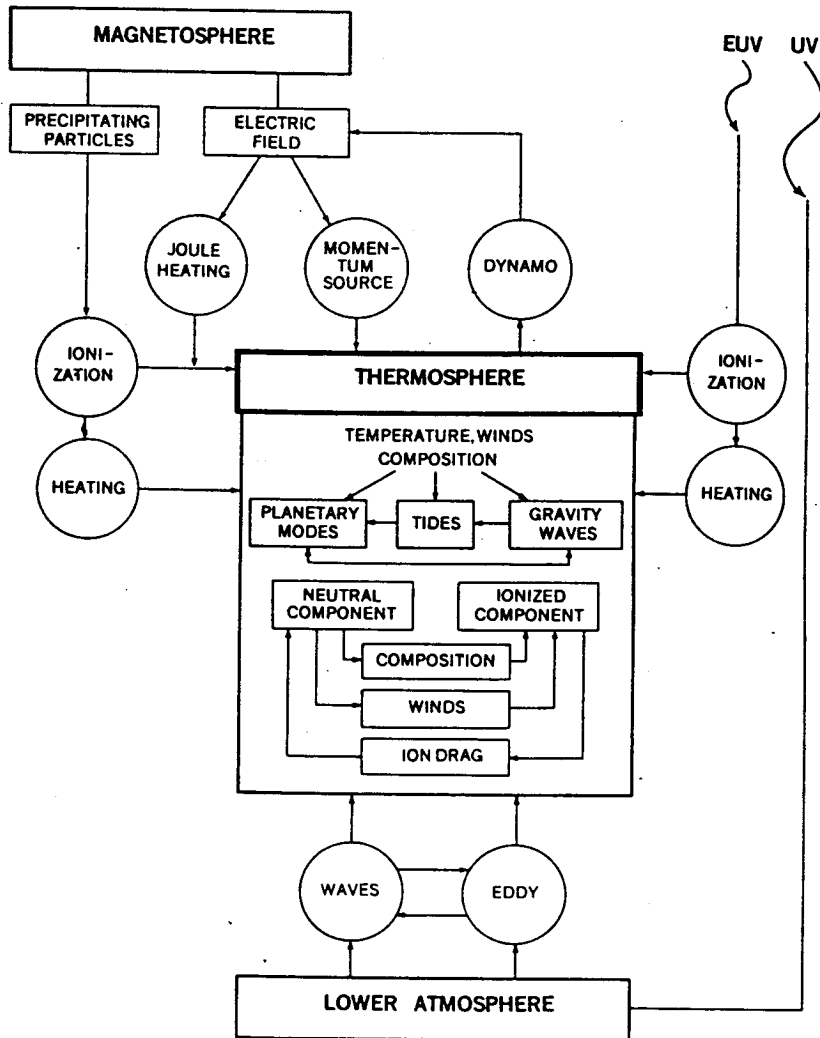 MAGNETOSPHERE
EUV UV
PRECIPITATING
PARTICLES
ELECTRIC
FIELD
JOULE
HEATING
MOMEN-
TUM
SOURCE
DYNAMO
IONI-
ZATION
THERMOSPHERE
IONI-
ZATION
HEATING
TEMPERATURE, WINDS
COMPOSITION
HEATING
PLANETARY
MODES
TIDES
GRAVITY
WAVES
NEUTRAL
COMPONENT
IONIZED
COMPONENT
COMPOSITION
WINDS
ION DRAG
WAVES
EDDY
LOWER ATMOSPHERE